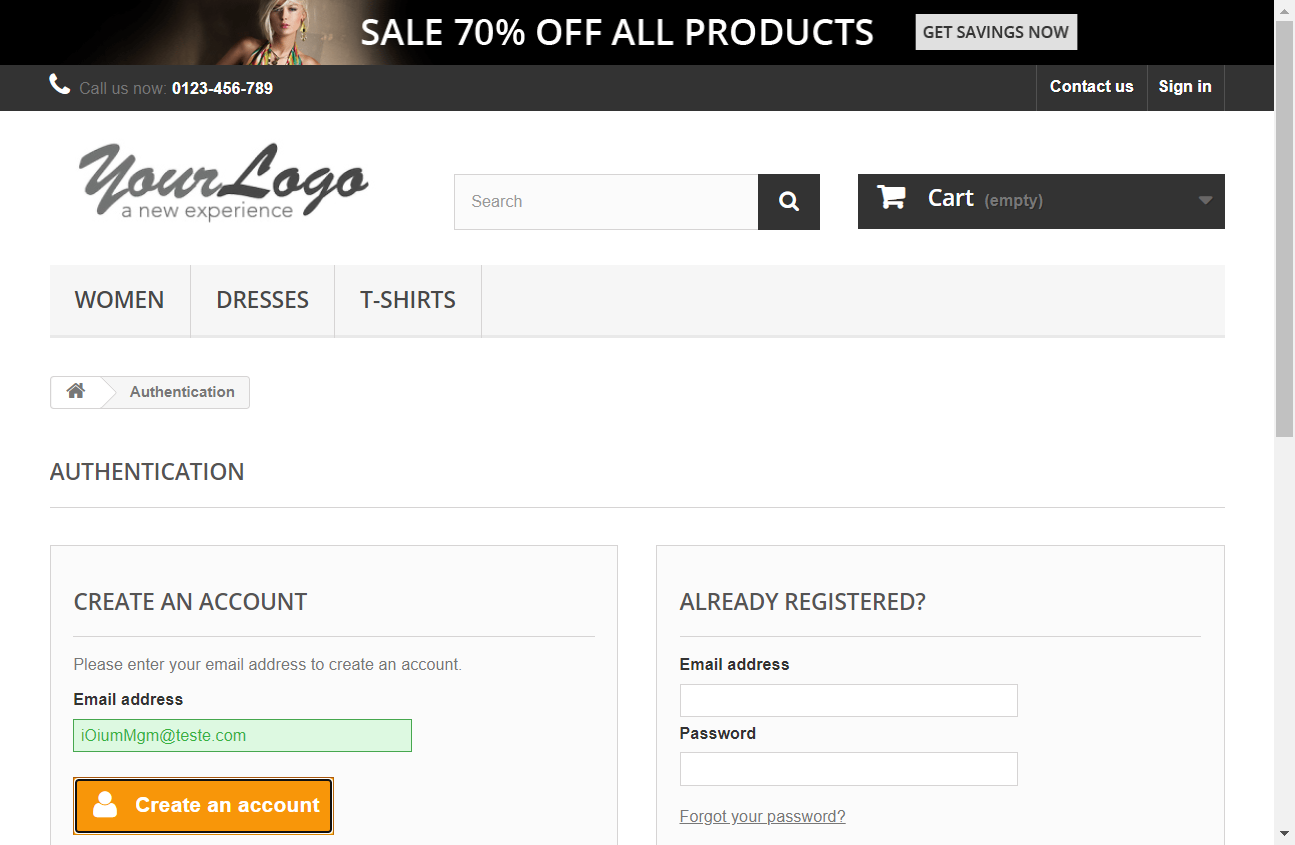 SALE 70% OFF ALL PRODUCTS GET SAVINGS NOW
Call us now: 0123-456-789 Contact us Sign in
YourLogo
a new experience
Search
Cart (empty)
WOMEN DRESSES T-SHIRTS
Authentication
AUTHENTICATION
CREATE AN ACCOUNT
Please enter your email address to create an account.
Email address
iOiumMgm@teste.com
Create an account
ALREADY REGISTERED?
Email address
Password
Forgot your password?